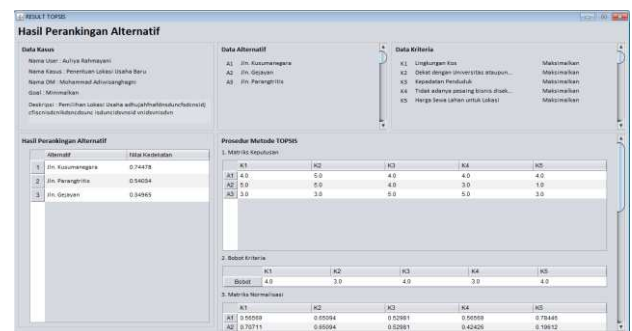 RESULT TOPSIS
Hasil Perankingan Alternatif
Data Kasus
Nama User : Auliya Rahmayani
Nama Kasus : Penentuan Lokasi Usaha Baru
Nama DM : Mohammad
Goal : Minimalkan
Deskripsi : Pemilihan Lokasi Usaha
Data Alternatif
A1 Jln. Kusumanegara
A2 Jln. Gejayan
A3 Jln. Parangtritis
Data Kriteria
K1 Lingkungan Kos Maksimalkan
K2 Dekat dengan Universitas ataupun... Maksimalkan
K3 Kepadatan Penduduk Maksimalkan
K4 Tidak adanya pesaing bisnis disek... Maksimalkan
K5 Harga Sewa Lahan untuk Lokasi Maksimalkan
Hasil Perankingan Alternatif
Alternatif Nilai Kedekatan
1 Jln. Kusumanegara 0.74478
2 Jln. Parangtritis
3 Jln. Gejayan 0.34965
Prosedur Metode TOPSIS
1. Matriks Keputusan
K1 K2 K3 K4 K5
A1 4.0 5.0 4.0 4.0 4.0
A2 5.0 5.0 4.0 3.0 1.0
A3 3.0 3.0 5.0 5.0 3.0
2. Bobot Kriteria
K1 K2 K3 K4 K5
Bobot 4.0 3.0 4.0 3.0 4.0
3. Matriks Normalisasi
K1 K2 K3 K4 K5
A1 0.56569 0.65094 0.52981 0.56569 0.78446
A2 0.70711 0.65094 0.52981 0.42426 0.19612